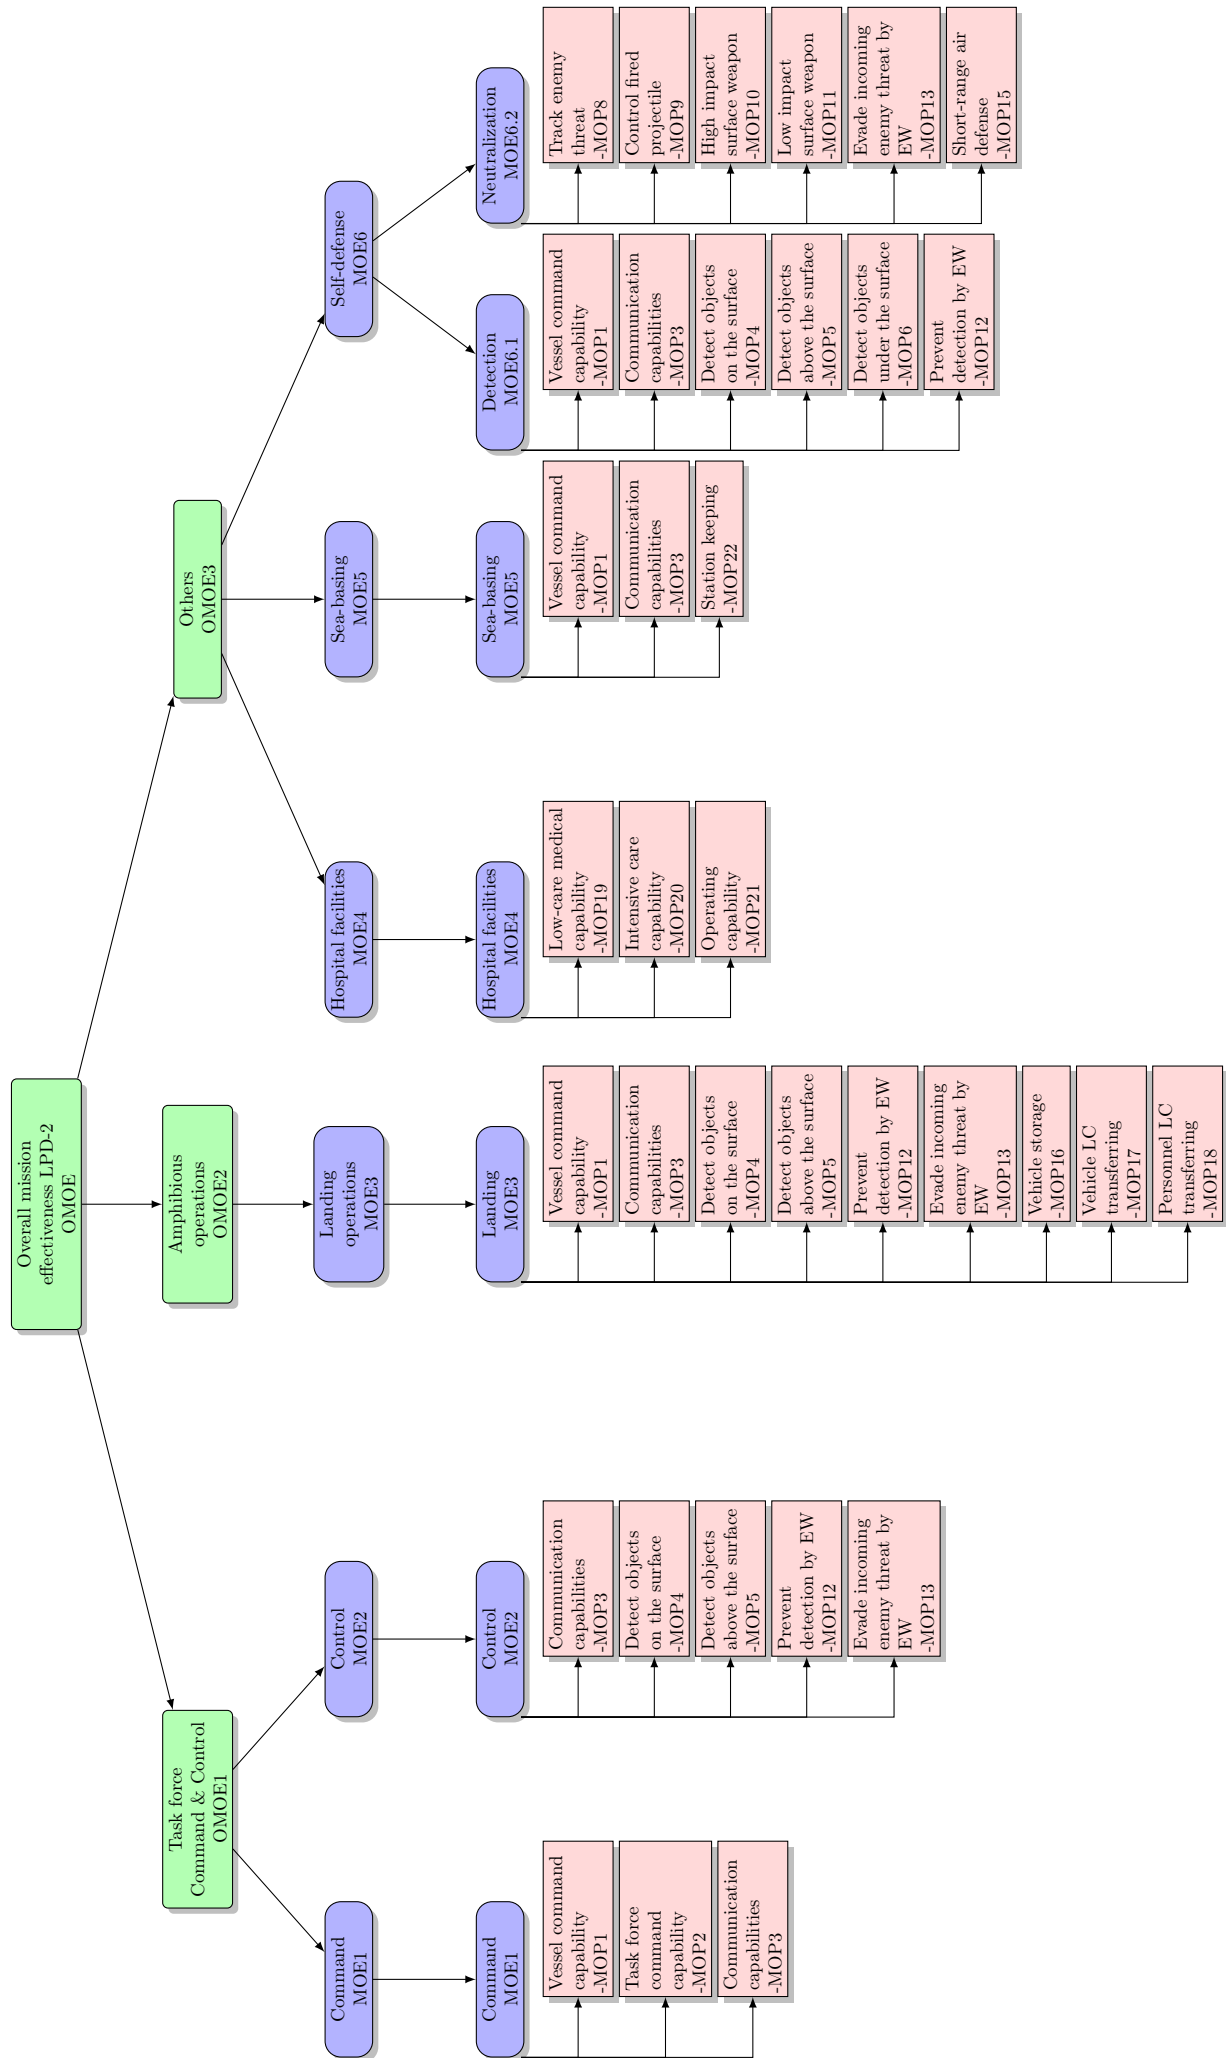 Overall mission
effectiveness LPD-2
OMOE
Task force
Command & Control
OMOE1
Amphibious
operations
OMOE2
Others
OMOE3
Command
MOE1
Control
MOE2
Landing
operations
MOE3
Hospital facilities
MOE4
Sea-basing
MOE5
Self-defense
MOE6
Command
MOE1
Control
MOE2
Landing
MOE3
Hospital facilities
MOE4
Sea-basing
MOE5
Detection
MOE6.1
Neutralization
MOE6.2
Vessel command
capability
-MOP1
Task force
command
capability
-MOP2
Communication
capabilities
-MOP3
Communication
capabilities
-MOP3
Detect objects
on the surface
-MOP4
Detect objects
above the surface
-MOP5
Prevent
detection by EW
-MOP12
Evade incoming
enemy threat by
EW
-MOP13
Vessel command
capability
-MOP1
Communication
capabilities
-MOP3
Detect objects
on the surface
-MOP4
Detect objects
above the surface
-MOP5
Prevent
detection by EW
-MOP12
Evade incoming
enemy threat by
EW
-MOP13
Vehicle storage
-MOP16
Vehicle LC
transferring
-MOP17
Personnel LC
transferring
-MOP18
Low-care medical
capability
-MOP19
Intensive care
capability
-MOP20
Operating
capability
-MOP21
Vessel command
capability
-MOP1
Communication
capabilities
-MOP3
Station keeping
-MOP22
Vessel command
capability
-MOP1
Communication
capabilities
-MOP3
Detect objects
on the surface
-MOP4
Detect objects
above the surface
-MOP5
Detect objects
under the surface
-MOP6
Prevent
detection by EW
-MOP12
Track enemy
threat
-MOP8
Control fired
projectile
-MOP9
High impact
surface weapon
-MOP10
Low impact
surface weapon
-MOP11
Evade incoming
enemy threat by
EW
-MOP13
Short-range air
defense
-MOP15